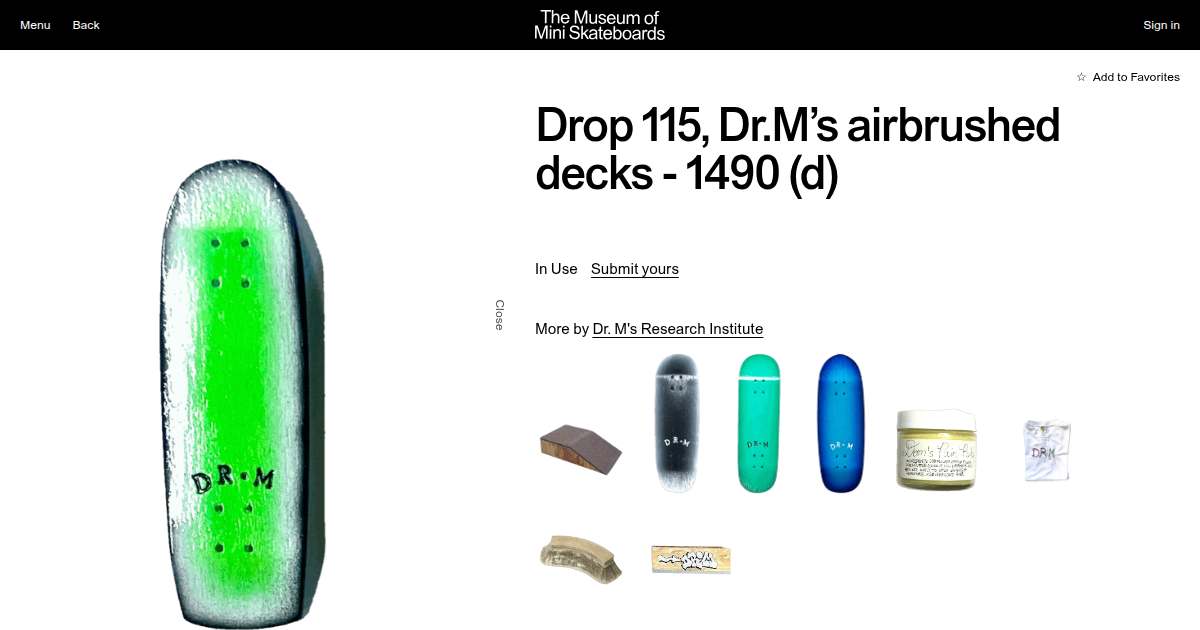 Menu Back
The Museum of
Mini Skateboards
Sign in
☆ Add to Favorites
Drop 115, Dr.M’s airbrushed
decks - 1490 (d)
In Use Submit yours
Close
More by Dr. M's Research Institute
DR•M
DR•M
DR•M
DR•M
DR•M